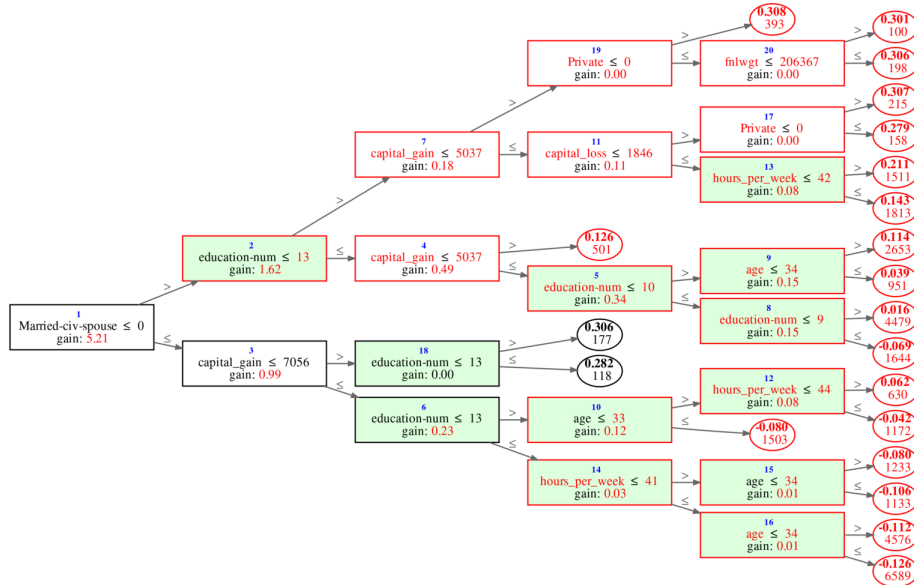 1
Married-civ-spouse ≤ 0
gain: 5.21
>
≤
2
education-num ≤ 13
gain: 1.62
>
≤
3
capital_gain ≤ 7056
gain: 0.99
>
≤
7
capital_gain ≤ 5037
gain: 0.18
>
≤
4
capital_gain ≤ 5037
gain: 0.49
>
≤
18
education-num ≤ 13
gain: 0.00
>
≤
6
education-num ≤ 13
gain: 0.23
>
≤
19
Private ≤ 0
gain: 0.00
>
≤
11
capital_loss ≤ 1846
gain: 0.11
>
≤
0.126
501
5
education-num ≤ 10
gain: 0.34
>
≤
0.306
177
0.282
118
10
age ≤ 33
gain: 0.12
>
≤
14
hours_per_week ≤ 41
gain: 0.03
>
≤
0.308
393
20
fnlwgt ≤ 206367
gain: 0.00
>
≤
17
Private ≤ 0
gain: 0.00
>
≤
13
hours_per_week ≤ 42
gain: 0.08
>
≤
9
age ≤ 34
gain: 0.15
>
≤
8
education-num ≤ 9
gain: 0.15
>
≤
12
hours_per_week ≤ 44
gain: 0.08
>
≤
-0.080
1503
15
age ≤ 34
gain: 0.01
>
≤
16
age ≤ 34
gain: 0.01
>
≤
0.301
100
0.306
198
0.307
215
0.279
158
0.211
1511
0.143
1813
0.114
2653
0.039
951
0.016
4479
-0.069
1644
0.062
630
-0.042
1172
-0.080
1233
-0.106
1133
-0.112
4576
-0.126
6589